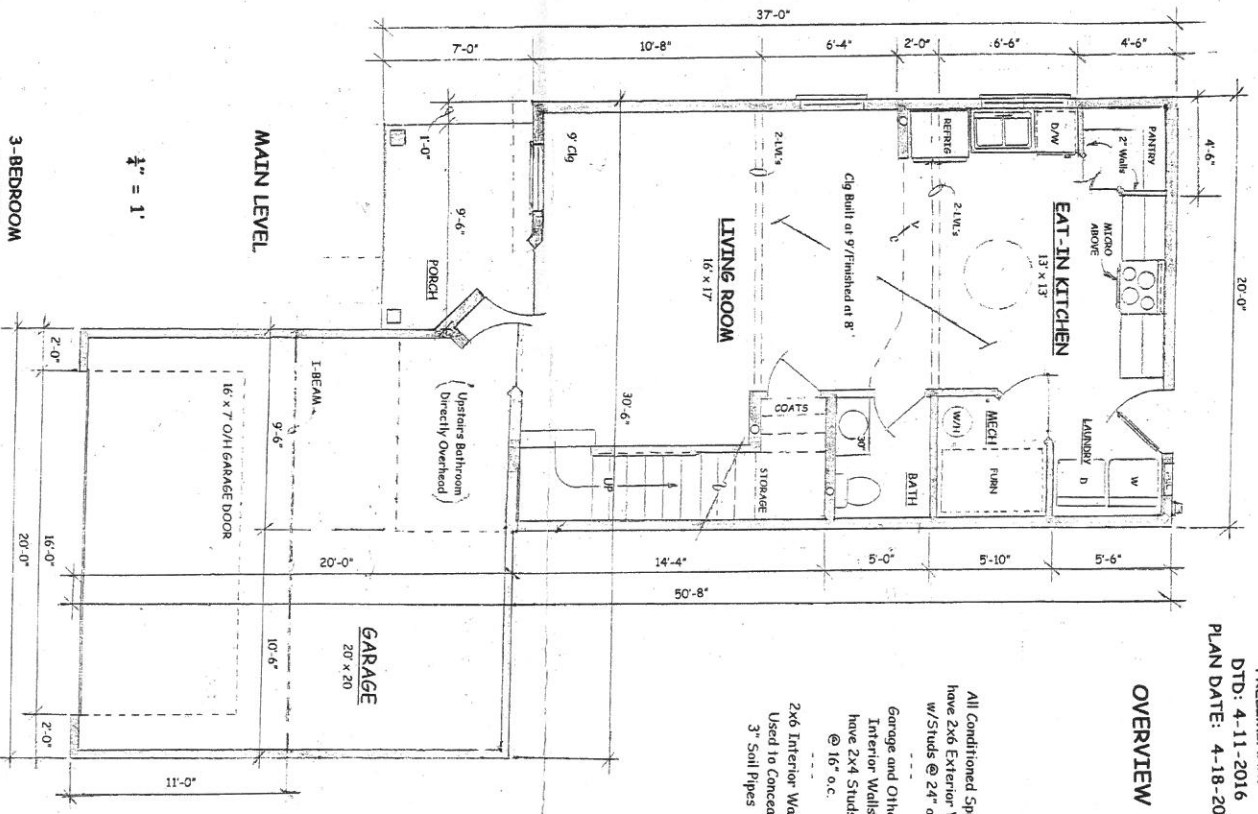 37'-0"
7'-0"
10'-8"
6'-4"
2'-0"
6'-6"
4'-6"
20'-0"
4'-6"
DTD: 4-11-2016
PLAN DATE: 4-18-20
OVERVIEW
All Conditioned Sp
have 2x6 Exterior
w/Studs @ 24"
- - -
Garage and Oth
Interior Walls
have 2x4 Studs
@ 16" o.c.
- - -
2x6 Interior Wa
Used to Concea
3" Soil Pipes
PANTRY
2" Walls
D/W
REFRIG
2-LVL's
MICRO
ABOVE
EAT-IN KITCHEN
13' x 13'
Clg Built at 9'/Finished at 8'
2-LVL's
9' Clg
LIVING ROOM
16' x 17'
LAUNDRY
W
D
MECH
W/H
FURN
BATH
30"
COATS
STORAGE
UP
30'-6"
1'-0"
9'-6"
PORCH
MAIN LEVEL
¼" = 1'
3-BEDROOM
5'-6"
5'-10"
5'-0"
14'-4"
20'-0"
50'-8"
(Upstairs Bathroom
Directly Overhead)
I-BEAM
9'-6"
10'-6"
16' x 7' O/H GARAGE DOOR
GARAGE
20' x 20
2'-0"
16'-0"
2'-0"
20'-0"
11'-0"